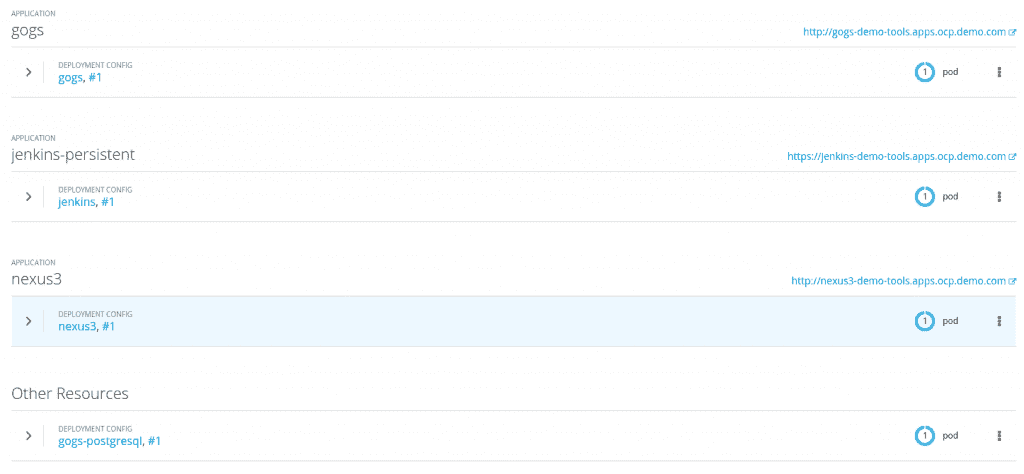 APPLICATION
gogs http://gogs-demo-tools.apps.ocp.demo.com
DEPLOYMENT CONFIG
gogs, #1 1 pod
APPLICATION
jenkins-persistent https://jenkins-demo-tools.apps.ocp.demo.com
DEPLOYMENT CONFIG
jenkins, #1 1 pod
APPLICATION
nexus3 http://nexus3-demo-tools.apps.ocp.demo.com
DEPLOYMENT CONFIG
nexus3, #1 1 pod
Other Resources
DEPLOYMENT CONFIG
gogs-postgresql, #1 1 pod